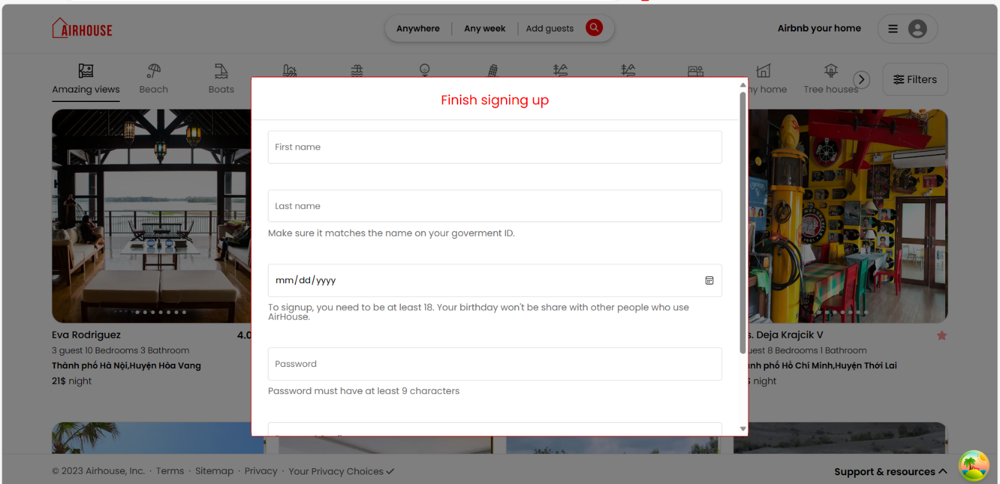 AIRHOUSE
Anywhere
Any week
Add guests
Airbnb your home
Amazing views
Beach
Boats
ny home
Tree houses
Filters
Finish signing up
First name
Last name
Make sure it matches the name on your goverment ID.
mm/dd/yyyy
To signup, you need to be at least 18. Your birthday won't be share with other people who use
AirHouse.
Password
Password must have at least 9 characters
Eva Rodriguez
4.0
3 guest 10 Bedrooms 3 Bathroom
Thành phố Hà Nội,Huyện Hòa Vang
21$ night
s. Deja Krajcik V
uest 8 Bedrooms 1 Bathroom
nh phố Hồ Chí Minh,Huyện Thới Lai
$ night
© 2023 Airhouse, Inc. · Terms · Sitemap · Privacy · Your Privacy Choices
Support & resources